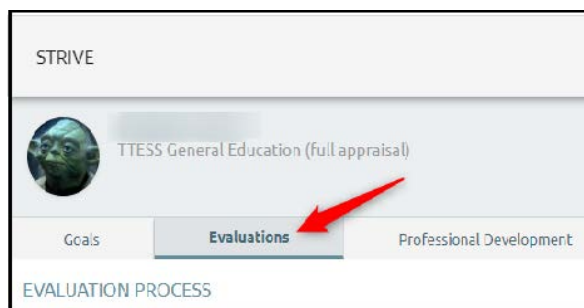 STRIVE
TTESS General Education (full appraisal)
Goals Evaluations Professional Development
EVALUATION PROCESS